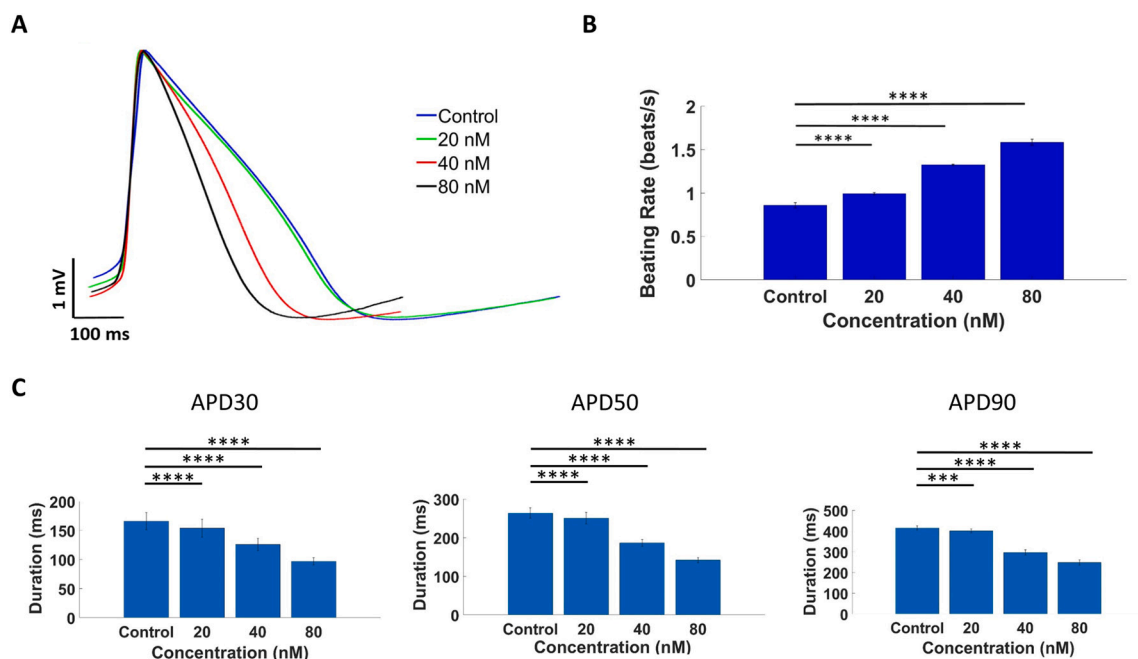 A
Control
20 nM
40 nM
80 nM
1 mV
100 ms
B
****
****
****
2
1.5
1
0.5
0
Beating Rate (beats/s)
Control 20 40 80
Concentration (nM)
C
APD30
****
****
****
200
150
100
50
0
Duration (ms)
Control 20 40 80
Concentration (nM)
APD50
****
****
****
300
200
100
0
Duration (ms)
Control 20 40 80
Concentration (nM)
APD90
****
****
***
500
400
300
200
100
0
Duration (ms)
Control 20 40 80
Concentration (nM)